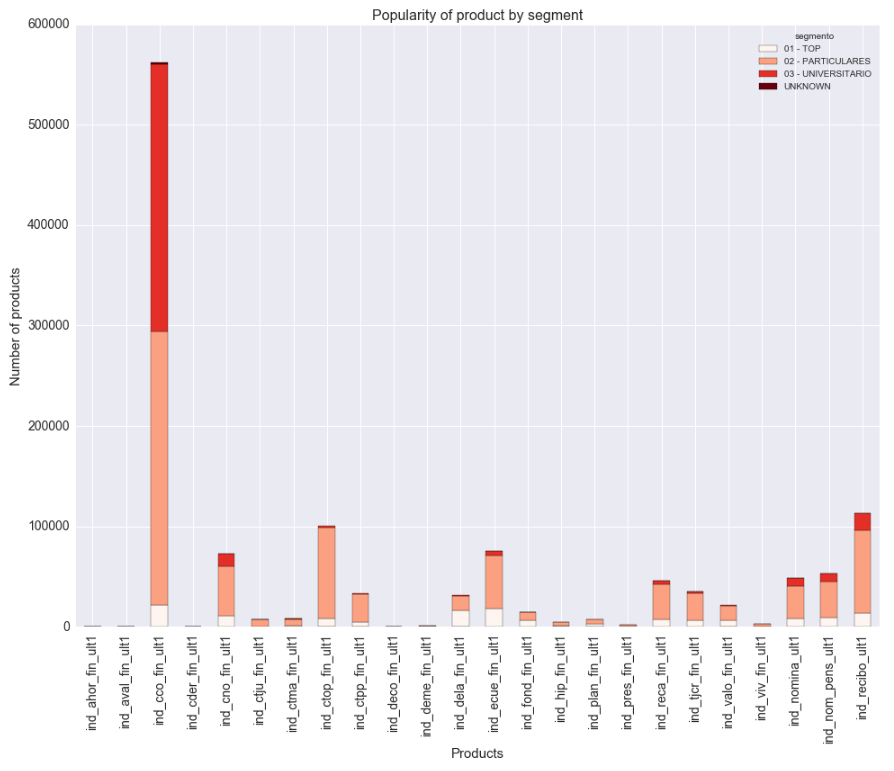 Popularity of product by segment
segmento
01 - TOP
02 - PARTICULARES
03 - UNIVERSITARIO
UNKNOWN
Number of products
600000
500000
400000
300000
200000
100000
0
ind_ahor_fin_ult1
ind_aval_fin_ult1
ind_cco_fin_ult1
ind_cder_fin_ult1
ind_cno_fin_ult1
ind_ctju_fin_ult1
ind_ctma_fin_ult1
ind_ctop_fin_ult1
ind_ctpp_fin_ult1
ind_deco_fin_ult1
ind_deme_fin_ult1
ind_dela_fin_ult1
ind_ecue_fin_ult1
ind_fond_fin_ult1
ind_hip_fin_ult1
ind_plan_fin_ult1
ind_pres_fin_ult1
ind_reca_fin_ult1
ind_tjcr_fin_ult1
ind_valo_fin_ult1
ind_viv_fin_ult1
ind_nomina_ult1
ind_nom_pens_ult1
ind_recibo_ult1
Products